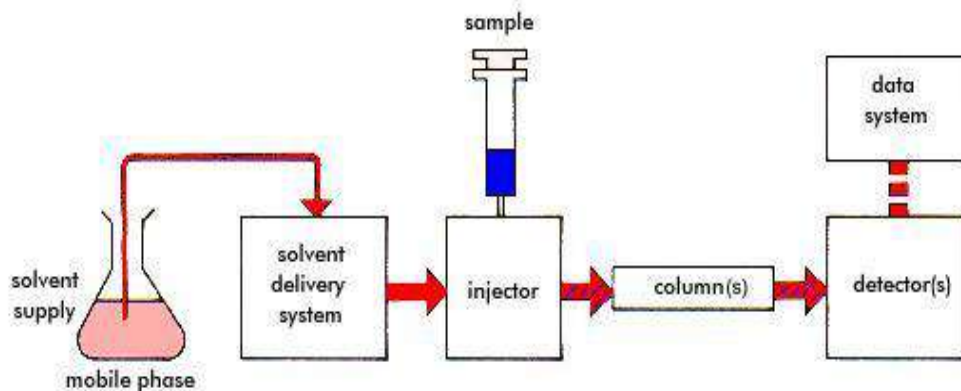 sample
data
system
solvent
supply
mobile phase
solvent
delivery
system
injector
column(s)
detector(s)